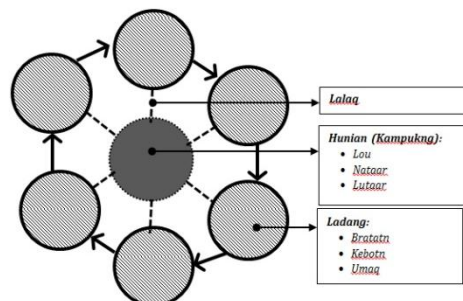 Lalaq
Hunian (Kampukng):
• Lou
• Nataar
• Lutaar
Ladang:
• Bratatn
• Kebotn
• Umaq